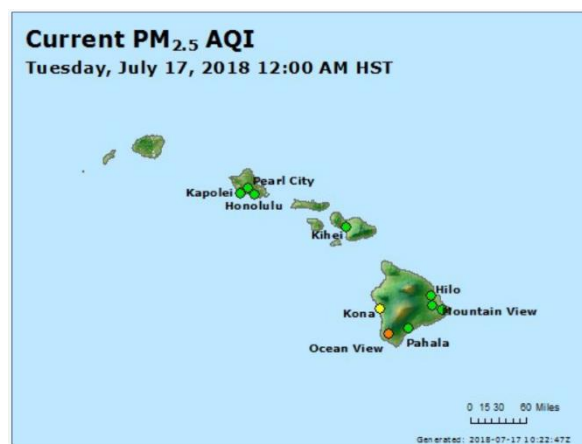 Current PM2.5 AQI
Tuesday, July 17, 2018 12:00 AM HST
Pearl City
Kapolei
Honolulu
Kihei
Hilo
Kona
Mountain View
Ocean View
Pahala
0 15 30 60 Miles
Generated: 2018-07-17 10:22:47Z